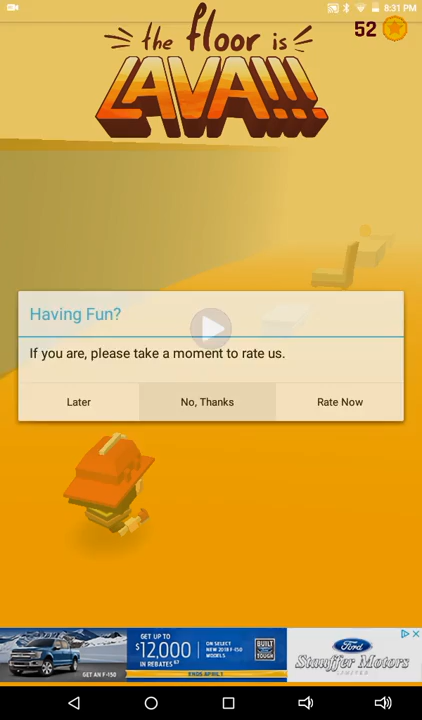 8:31 PM
the floor is
52
LAVA!!!
Having Fun?
If you are, please take a moment to rate us.
Later
No, Thanks
Rate Now
GET AN F-150
GET UP TO
$12,000
IN REBATES
ON SELECT
NEW 2018 F-150
MODELS
BUILT
Ford
TOUGH
ENDS APRIL
Ford
Stauffer Motors
LIMITED